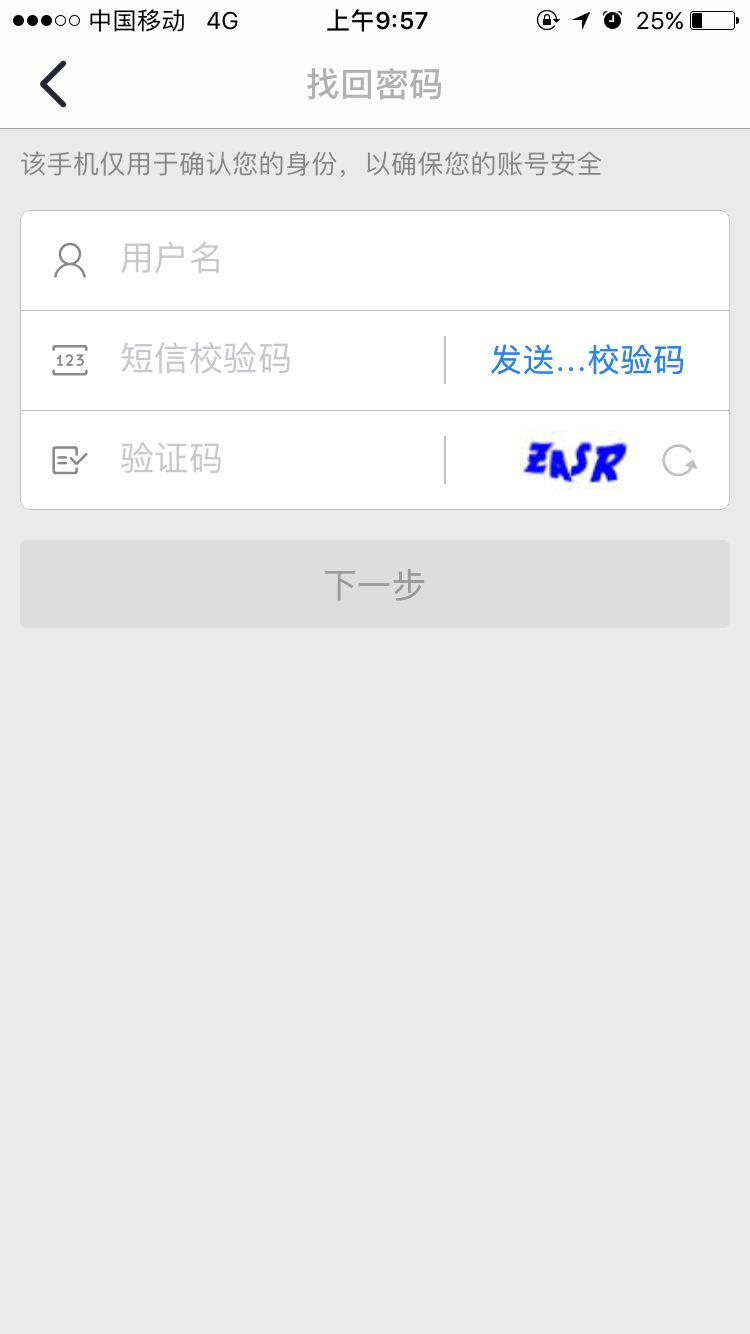 中国移动 4G 上午9:57 25%
找回密码
该手机仅用于确认您的身份，以确保您的账号安全
用户名
123 短信校验码 发送...校验码
验证码 ZASR
下一步